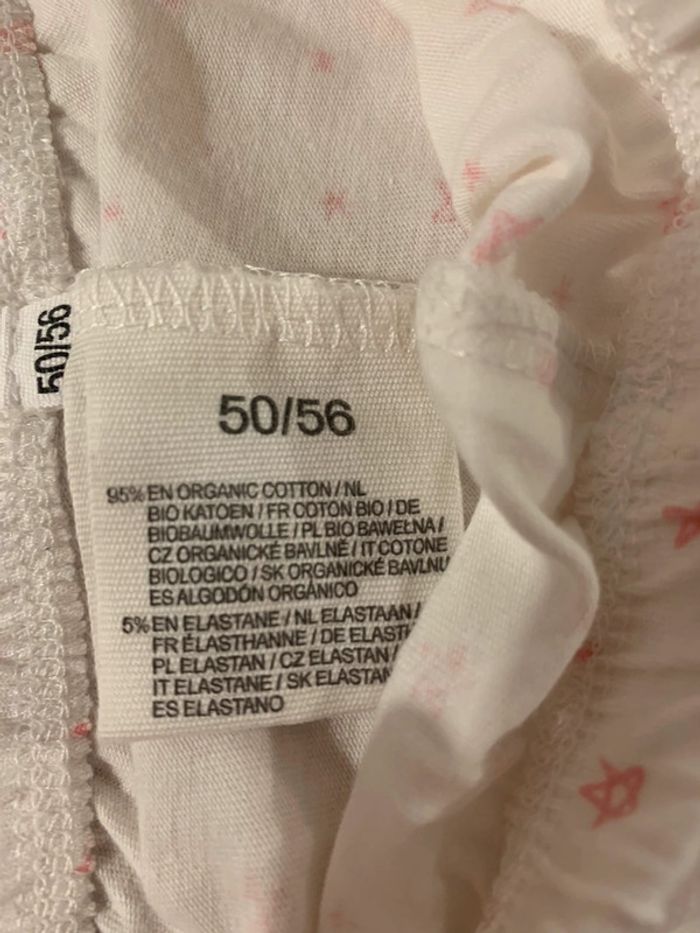 50/56
50/56
95% EN ORGANIC COTTON / NL
BIO KATOEN / FR COTON BIO / DE
BIOBAUMWOLLE / PL BIO BAWEŁNA /
CZ ORGANICKÉ BAVLNĚ / IT COTONE
BIOLOGICO / SK ORGANICKÉ BAVLNU
ES ALGODÓN ORGÁNICO
5% EN ELASTANE / NL ELASTAAN /
FR ÉLASTHANNE / DE
PL ELASTAN / CZ ELASTAN /
IT ELASTANE / SK ELASTAN
ES ELASTANO